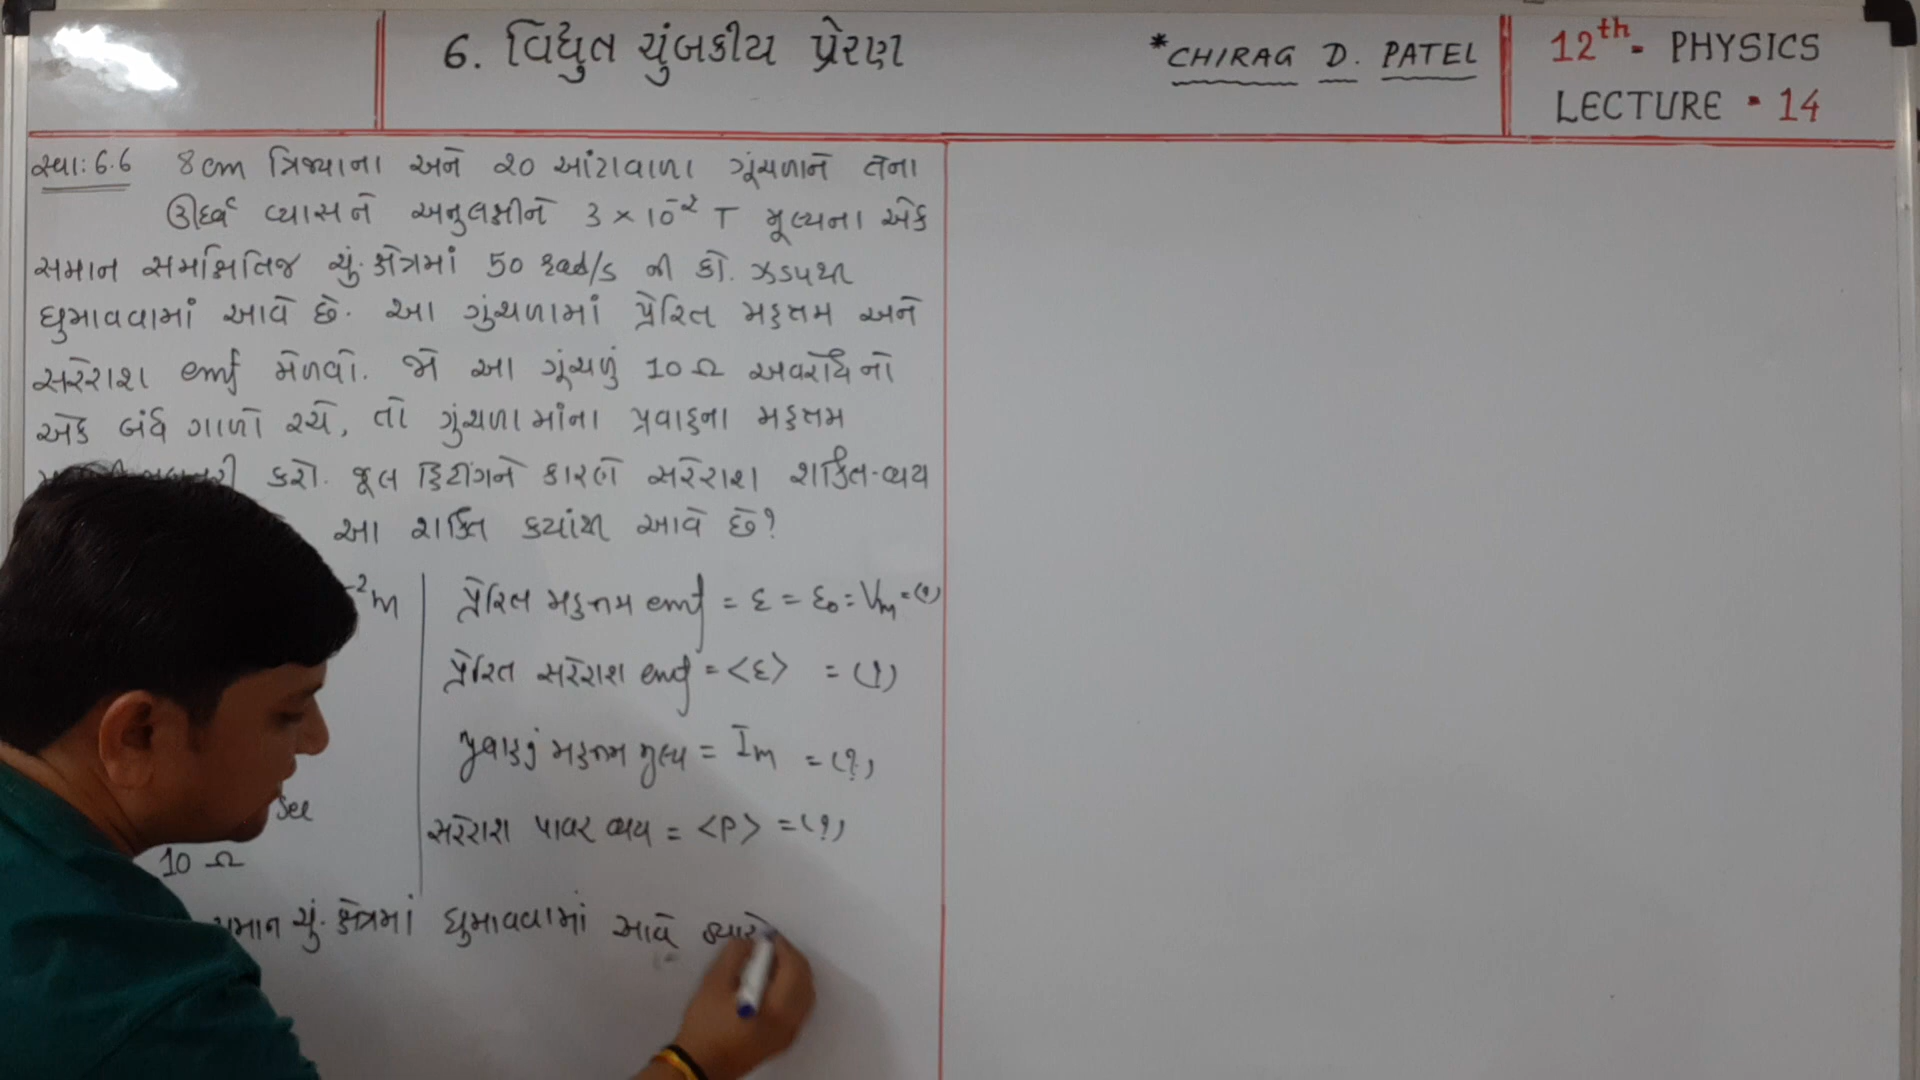 6. વિદ્યુત ચુંબકીય પ્રેરણ
*CHIRAG D. PATEL
12th- PHYSICS
LECTURE - 14
સ્વા: 6.6 8 cm ત્રિજ્યાના અને ૨૦ આંટાવાળા ગૂંચળાને તેના
ઊર્ધ્વ વ્યાસને અનુલક્ષીને 3 × 10⁻² T મૂલ્યના એક
સમાન સમક્ષિતિજ ચું. ક્ષેત્રમાં 50 rad/s ની કો. ઝડપથી
ઘુમાવવામાં આવે છે. આ ગુંચળામાં પ્રેરિત મહત્તમ અને
સરેરાશ emf મેળવો. જો આ ગૂંચળું 10 Ω અવરોધનો
એક બંધ ગાળો રચે, તો ગુંચળામાંના પ્રવાહના મહત્તમ
કરો. જૂલ હિટીંગને કારણે સરેરાશ શક્તિ-વ્યય
આ શક્તિ ક્યાંથી આવે છે?
⁻²m
પ્રેરિત મહત્તમ emf = ε = ε₀ = Vm = (?)
પ્રેરિત સરેરાશ emf = <ε> = (?)
પ્રવાહનું મહત્તમ મુલ્ય = Im = (?)
See
સરેરાશ પાવર વ્યય = <P> = (?)
10 Ω
ચું. ક્ષેત્રમાં ઘુમાવવામાં આવે ત્યારે